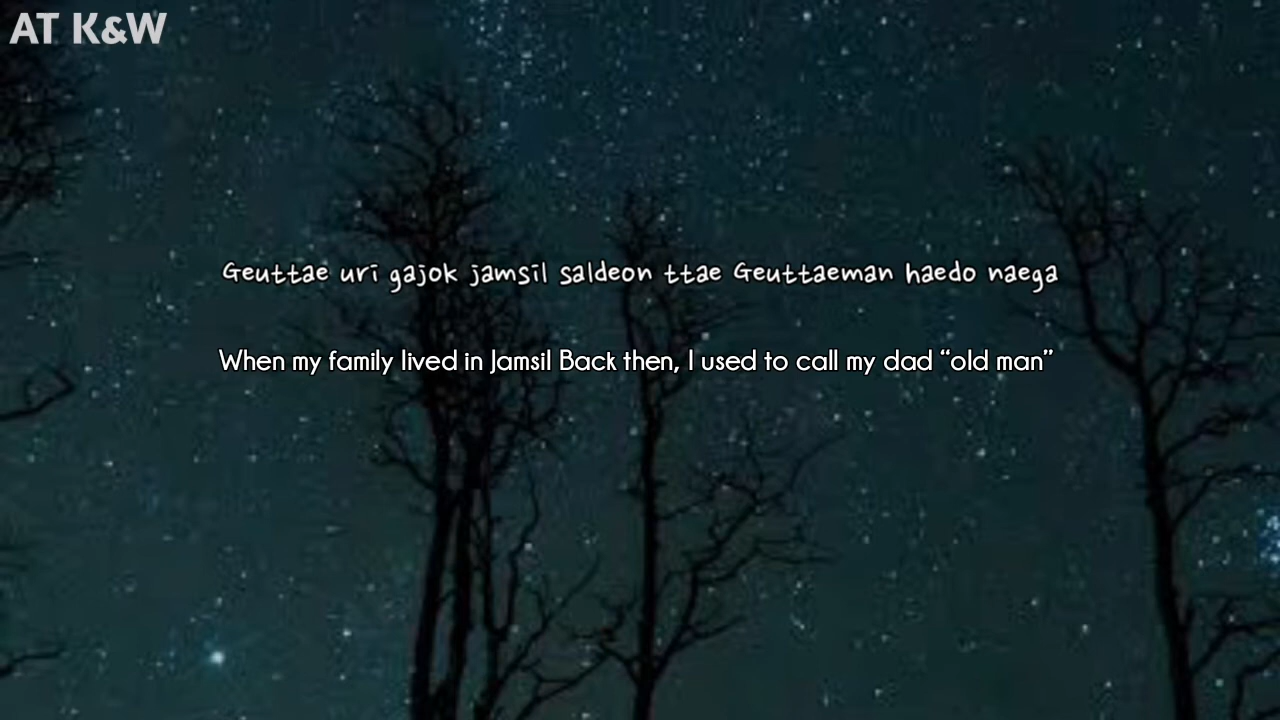 AT K&W
Geuttae uri gajok jamsil saldeon ttae Geuttaeman haedo naega
When my family lived in Jamsil Back then, I used to call my dad “old man”